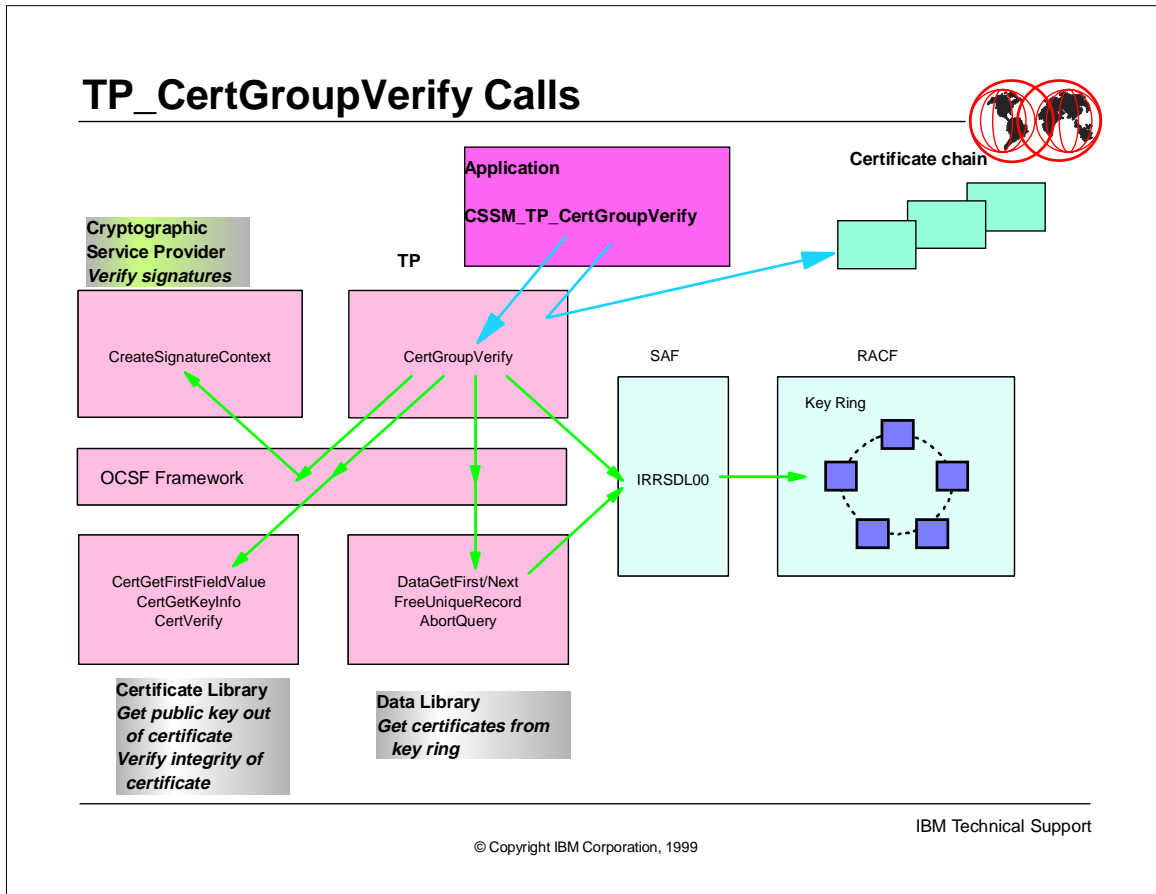 TP_CertGroupVerify Calls
Application
CSSM_TP_CertGroupVerify
Certificate chain
Cryptographic
Service Provider
Verify signatures
TP
CreateSignatureContext
CertGroupVerify
SAF
RACF
Key Ring
OCSF Framework
IRRSDL00
CertGetFirstFieldValue
CertGetKeyInfo
CertVerify
DataGetFirst/Next
FreeUniqueRecord
AbortQuery
Certificate Library
Get public key out
of certificate
Verify integrity of
certificate
Data Library
Get certificates from
key ring
IBM Technical Support
© Copyright IBM Corporation, 1999